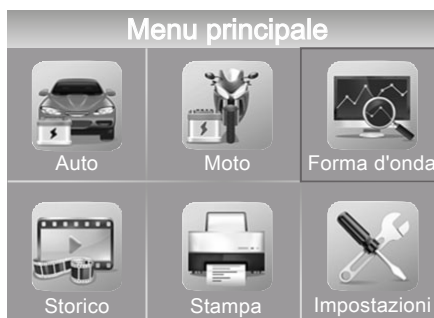 Menu principale
Auto
Moto
Forma d'onda
Storico
Stampa
Impostazioni